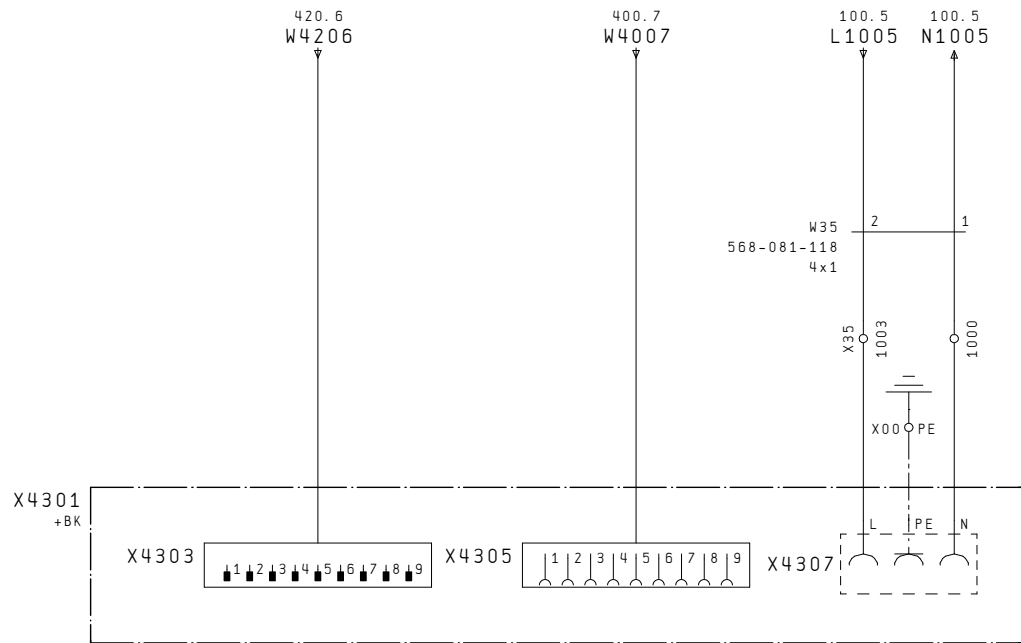 420.6 400.7 100.5 100.5
W4206 W4007 L1005 N1005
W35 2 1
568-081-118
4x1
X35 1003 1000
X00 PE
X4301
+BK
L PE N
X4303 1 2 3 4 5 6 7 8 9 X4305 1 2 3 4 5 6 7 8 9 X4307